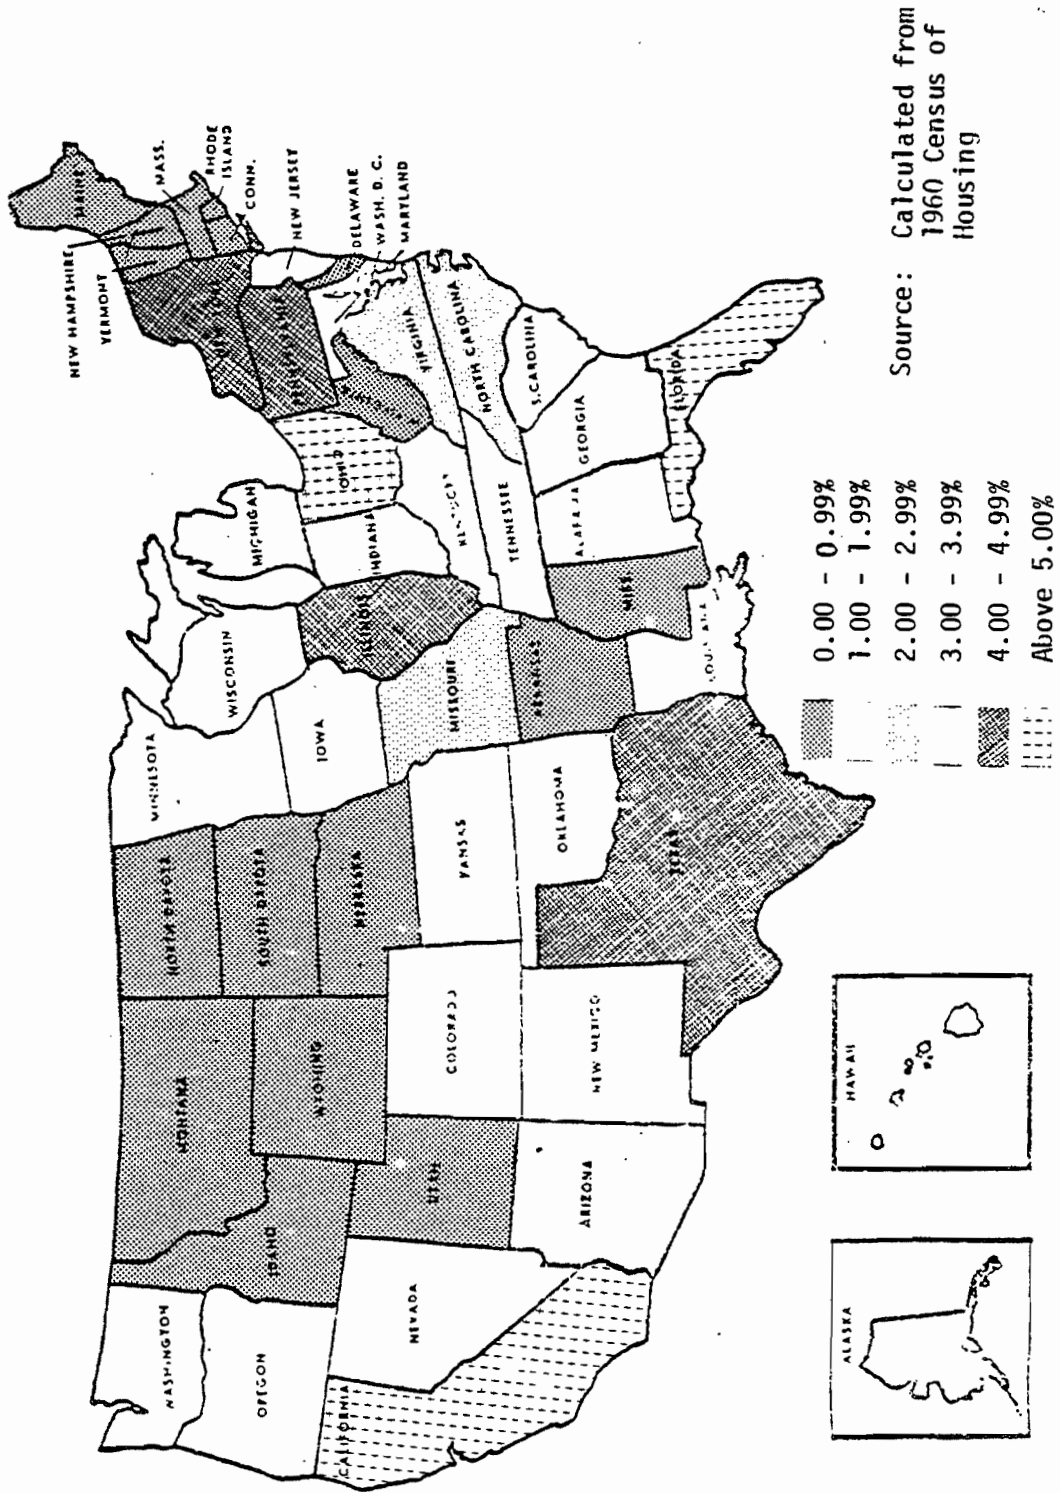 MAINE
NEW HAMPSHIRE
VERMONT
MASS.
RHODE
ISLAND
CONN.
NEW JERSEY
DELAWARE
WASH. D. C.
MARYLAND
VIRGINIA
NORTH CAROLINA
S. CAROLINA
GEORGIA
FLORIDA
OHIO
MICHIGAN
INDIANA
KENTUCKY
TENNESSEE
MISS.
WISCONSIN
ILLINOIS
MINNESOTA
IOWA
MISSOURI
ARKANSAS
NORTH DAKOTA
SOUTH DAKOTA
NEBRASKA
KANSAS
OKLAHOMA
TEXAS
MONTANA
WYOMING
COLORADO
NEW MEXICO
IDAHO
UTAH
ARIZONA
WASHINGTON
OREGON
NEVADA
CALIFORNIA
ALASKA
HAWAII
0.00 - 0.99%
1.00 - 1.99%
2.00 - 2.99%
3.00 - 3.99%
4.00 - 4.99%
Above 5.00%
Source: Calculated from
1960 Census of
Housing